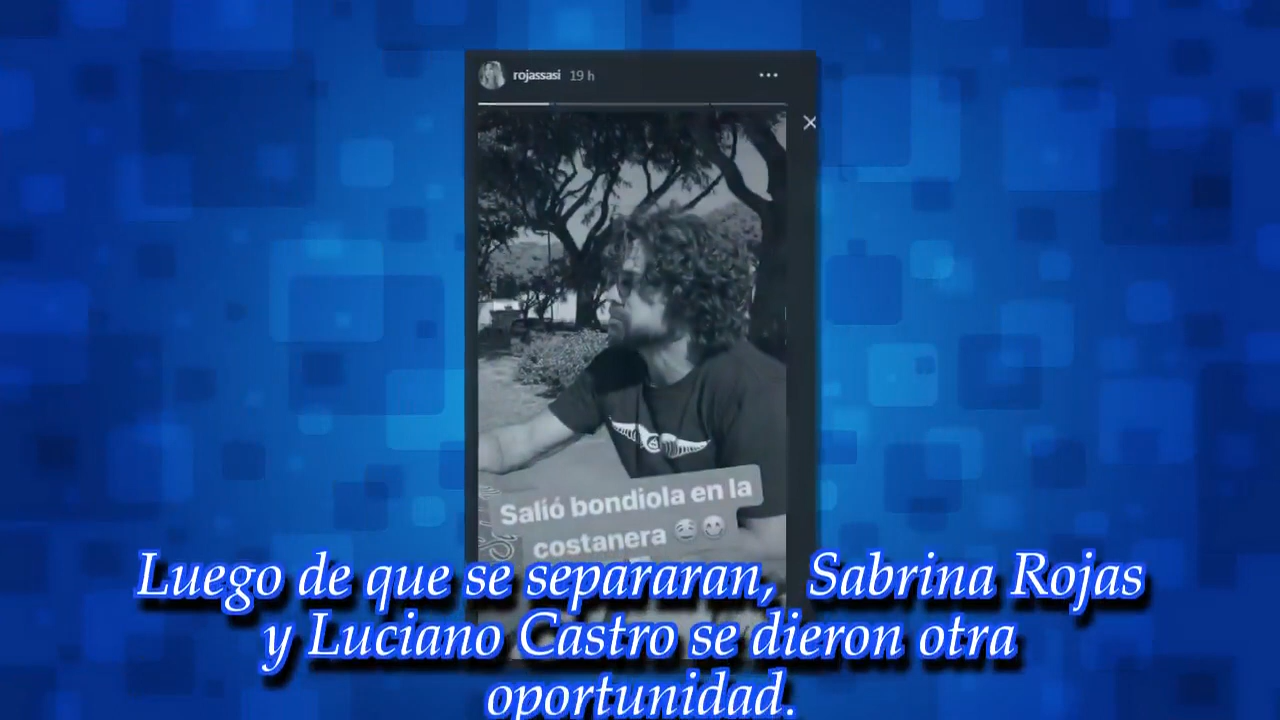 rojassasi 19 h
Salió bondiola en la
costanera
Luego de que se separaran, Sabrina Rojas
y Luciano Castro se dieron otra
oportunidad.